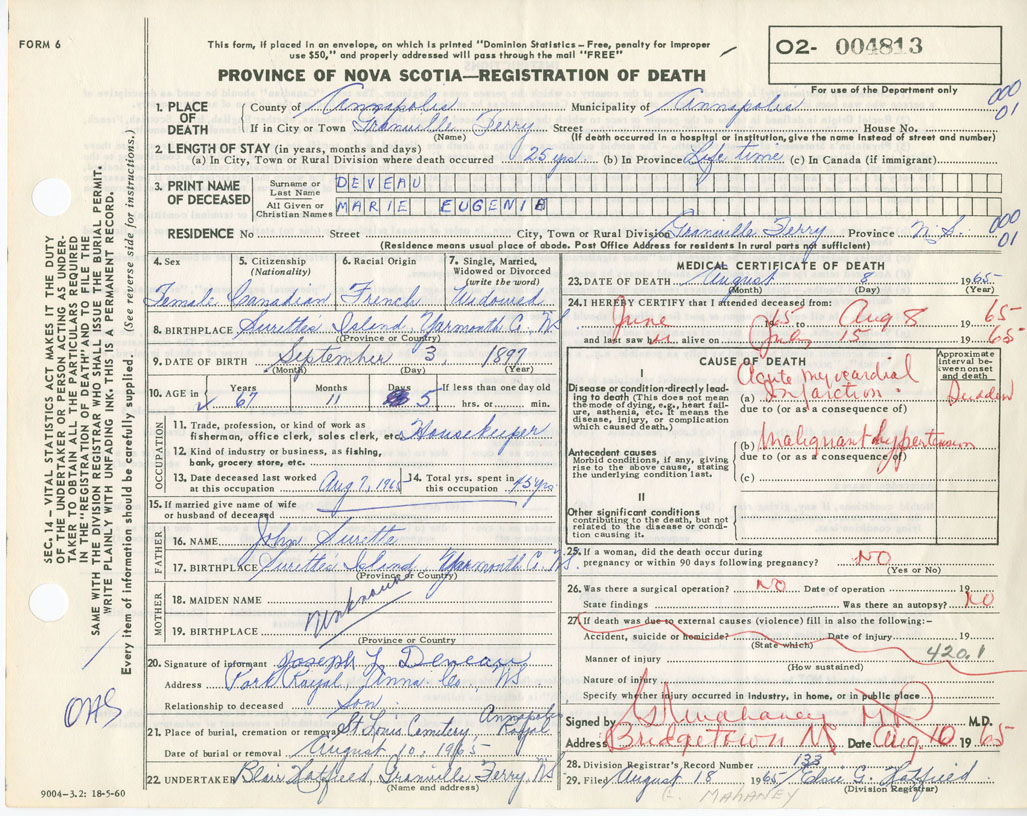 FORM 6
This form, if placed in an envelope, on which is printed "Dominion Statistics – Free, penalty for improper
use $50," and properly addressed will pass through the mail "FREE"
O2- 004813
PROVINCE OF NOVA SCOTIA—REGISTRATION OF DEATH
For use of the Department only
000
01
1. PLACE OF DEATH County of Annapolis Municipality of Annapolis
If in City or Town Granville Ferry Street House No.
(Name) (If death occurred in a hospital or institution, give the name instead of street and number)
2. LENGTH OF STAY (in years, months and days)
(a) In City, Town or Rural Division where death occurred 25 yrs. (b) In Province Life time (c) In Canada (if immigrant)
3. PRINT NAME OF DECEASED
Surname or Last Name DEVEAU
All Given or Christian Names MARIE EUGENIE
RESIDENCE No Street City, Town or Rural Division Granville Ferry Province N.S.
000
01
(Residence means usual place of abode. Post Office Address for residents in rural parts not sufficient)
4. Sex 5. Citizenship (Nationality) 6. Racial Origin 7. Single, Married, Widowed or Divorced (write the word)
Female Canadian French Widowed
8. BIRTHPLACE Surette's Island, Yarmouth C. NS
(Province or Country)
9. DATE OF BIRTH September 3, 1897
(Month) (Day) (Year)
10. AGE in Years Months Days If less than one day old
67 11 5 hrs. or min.
OCCUPATION
11. Trade, profession, or kind of work as
fisherman, office clerk, sales clerk, etc. Housekeeper
12. Kind of industry or business, as fishing,
bank, grocery store, etc.
13. Date deceased last worked at this occupation Aug 7, 1965 14. Total yrs. spent in this occupation 45 yrs
15. If married give name of wife
or husband of deceased
FATHER
16. NAME John Surette
17. BIRTHPLACE Surette's Island, Yarmouth C. NS.
(Province or Country)
MOTHER
18. MAIDEN NAME
Unknown
19. BIRTHPLACE
(Province or Country)
20. Signature of informant Joseph L Deveau
Address Port Royal, Anna. Co., NS
Relationship to deceased Son
21. Place of burial, cremation or removal St Louis Cemetery, Annapolis Royal
Date of burial or removal August 10, 1965
22. UNDERTAKER Blair Hatfield Granville Ferry, NS
(Name and address)
9004-3.2: 18-5-60
MEDICAL CERTIFICATE OF DEATH
23. DATE OF DEATH August 8 1965
(Month) (Day) (Year)
24. I HEREBY CERTIFY that I attended deceased from:
June 1965 to Aug 8 1965
and last saw her alive on July 15 1965
CAUSE OF DEATH
Approximate interval between onset and death
I
Disease or condition-directly leading
to death (This does not mean
the mode of dying, e.g., heart failure,
asthenia, etc. It means the
disease, injury, or complication
which caused death.)
(a) Acute myocardial Infarction Sudden
due to (or as a consequence of)
Antecedent causes
Morbid conditions, if any, giving
rise to the above cause, stating
the underlying condition last.
(b) Malignant hypertension
due to (or as a consequence of)
(c)
II
Other significant conditions
contributing to the death, but not
related to the disease or condition
causing it.
25. If a woman, did the death occur during
pregnancy or within 90 days following pregnancy? NO
(Yes or No)
26. Was there a surgical operation? NO Date of operation 19
State findings Was there an autopsy? NO
27. If death was due to external causes (violence) fill in also the following:-
Accident, suicide or homicide? Date of injury 19
(State which)
420.1
Manner of injury
(How sustained)
Nature of injury
Specify whether injury occurred in industry, in home, or in public place
Signed by Mahaney MD M.D.
Address Bridgetown NS Date Aug. 10 1965
28. Division Registrar's Record Number 133
29. Filed August 18 1965 Elsie G. Hatfield
(Division Registrar)
E. MAHANEY
SEC. 14 – VITAL STATISTICS ACT MAKES IT THE DUTY
OF THE UNDERTAKER OR PERSON ACTING AS UNDER-
TAKER TO OBTAIN ALL THE PARTICULARS REQUIRED
IN THE "REGISTRATION OF DEATH" AND FILE THE
SAME WITH THE DIVISION REGISTRAR WHO SHALL ISSUE THE BURIAL PERMIT.
WRITE PLAINLY WITH UNFADING INK. THIS IS A PERMANENT RECORD.
Every item of information should be carefully supplied. (See reverse side for instructions.)